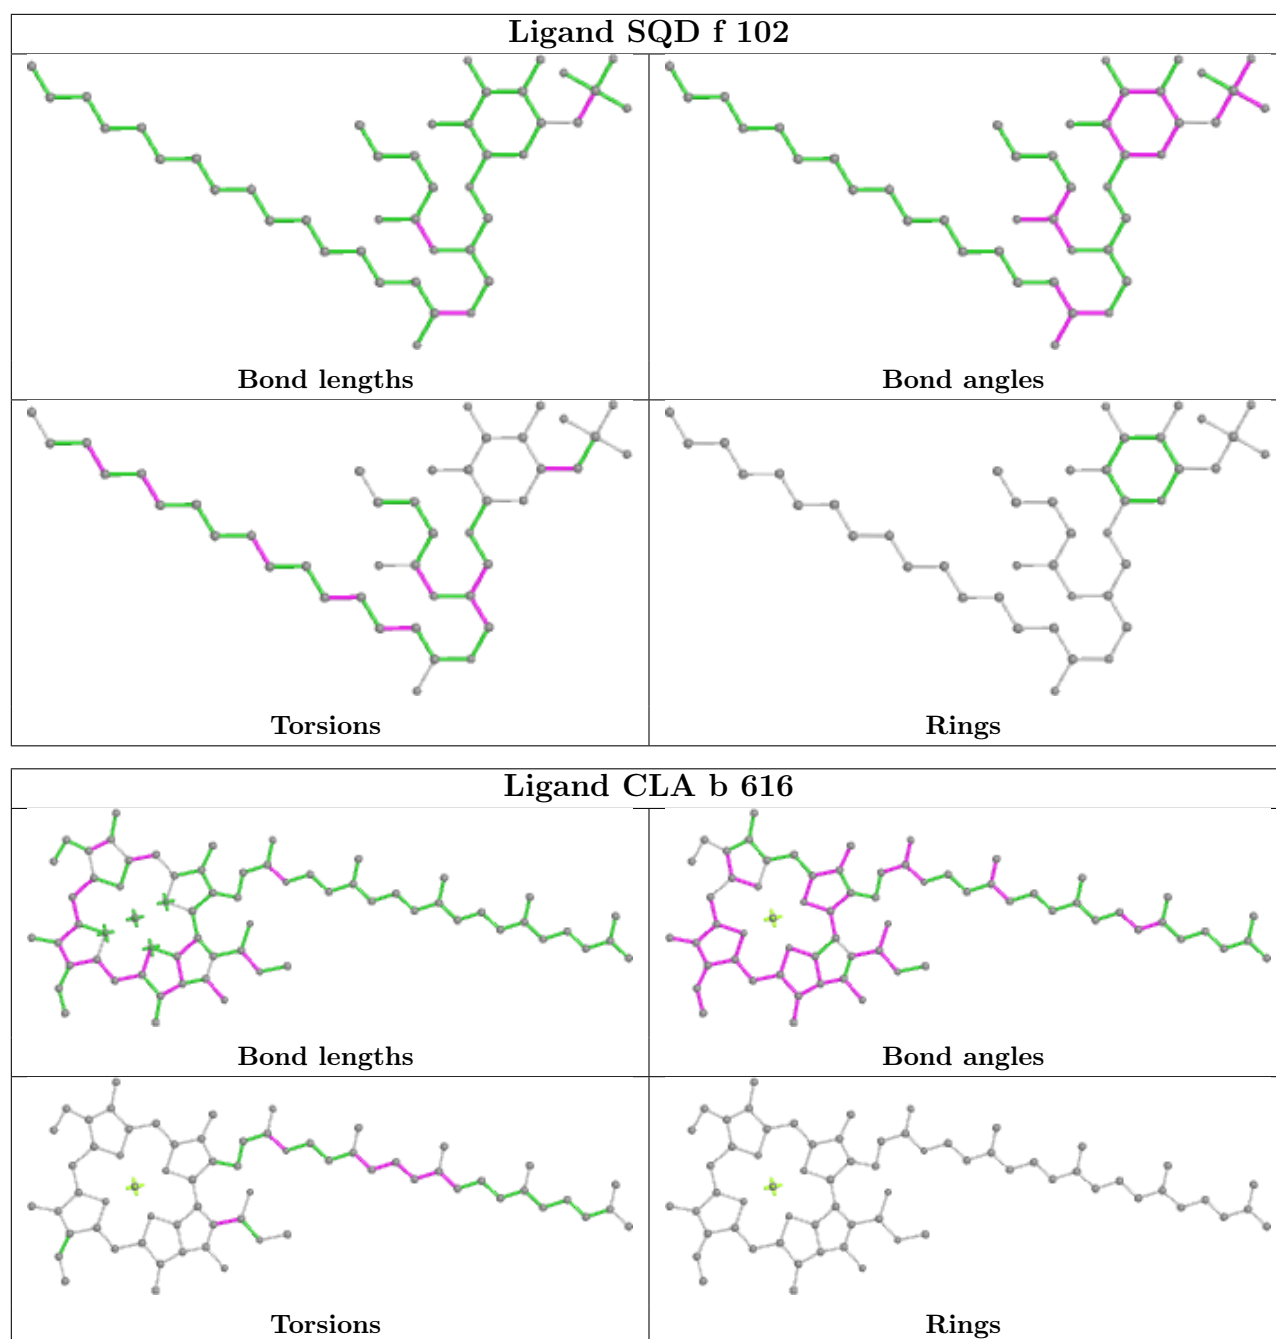 Ligand SQD f 102
Bond lengths
Bond angles
Torsions
Rings
Ligand CLA b 616
Bond lengths
Bond angles
Torsions
Rings